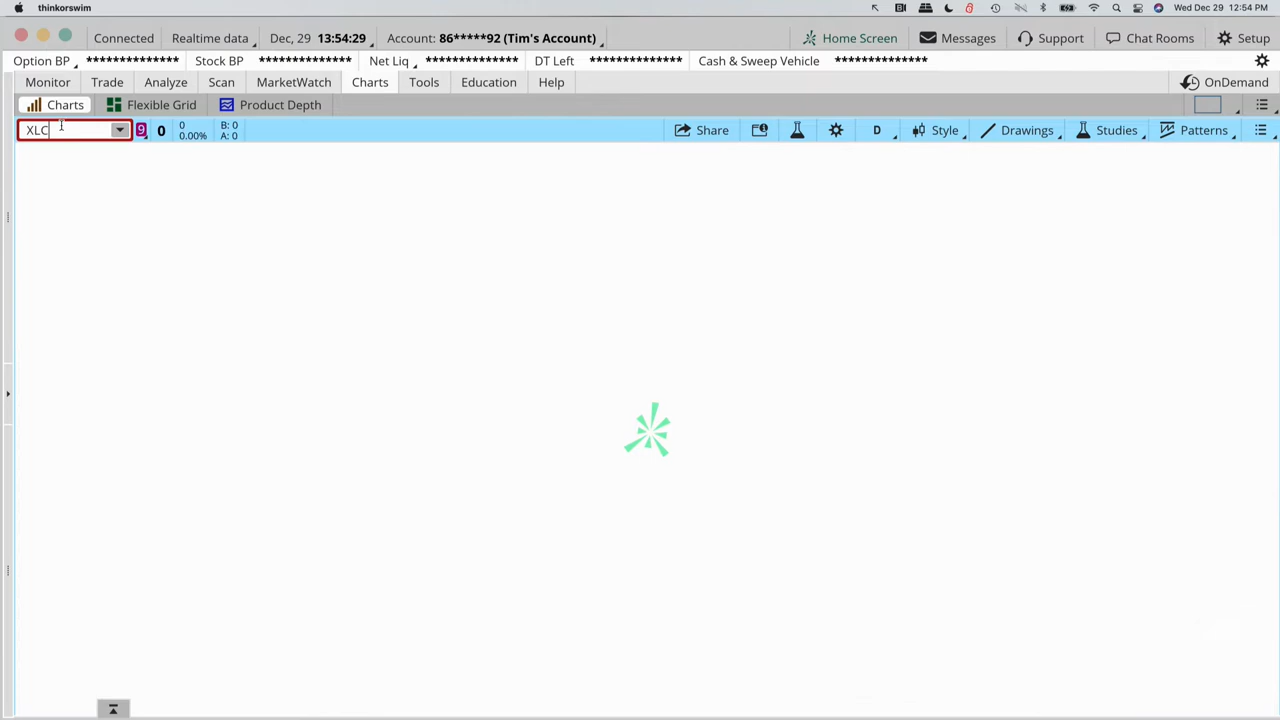 thinkorswim Wed Dec 29 12:54 PM
Connected Realtime data Dec, 29 13:54:29 Account: 86*****92 (Tim's Account) Home Screen Messages Support Chat Rooms Setup
Option BP ************* Stock BP ************* Net Liq ************* DT Left ************* Cash & Sweep Vehicle *************
Monitor Trade Analyze Scan MarketWatch Charts Tools Education Help OnDemand
Charts Flexible Grid Product Depth
XLC 9 0 0 B: 0 Share D Style Drawings Studies Patterns
0.00% A: 0